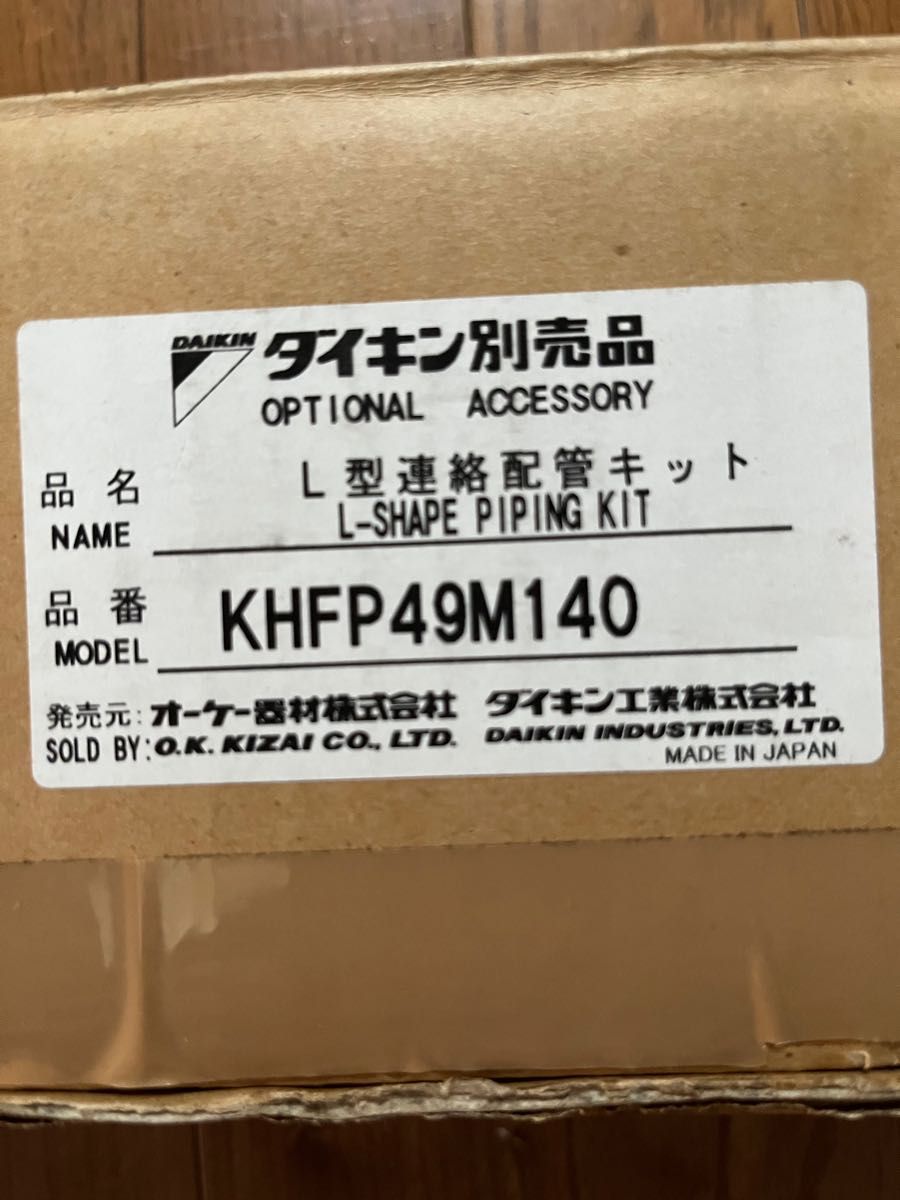 DAIKIN ダイキン別売品
OPTIONAL ACCESSORY
品名 L型連絡配管キット
NAME L-SHAPE PIPING KIT
品番 KHFP49M140
MODEL
発売元: オーケー器材株式会社 ダイキン工業株式会社
SOLD BY: O.K. KIZAI CO., LTD. DAIKIN INDUSTRIES, LTD.
MADE IN JAPAN